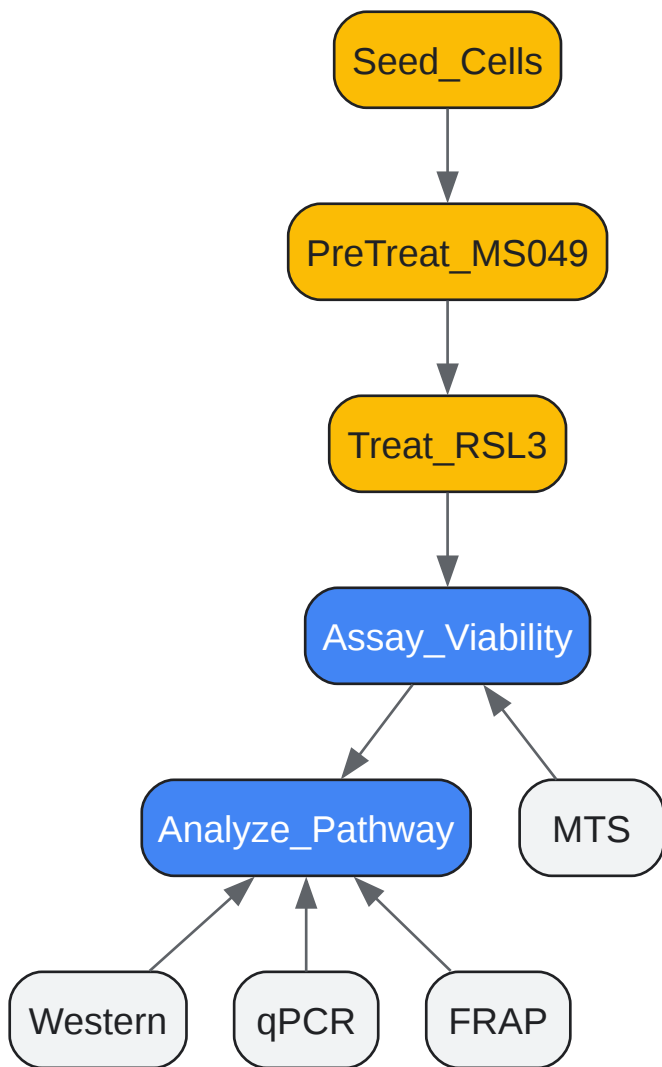 Seed_Cells
PreTreat_MS049
Treat_RSL3
Assay_Viability
Analyze_Pathway
MTS
Western
qPCR
FRAP